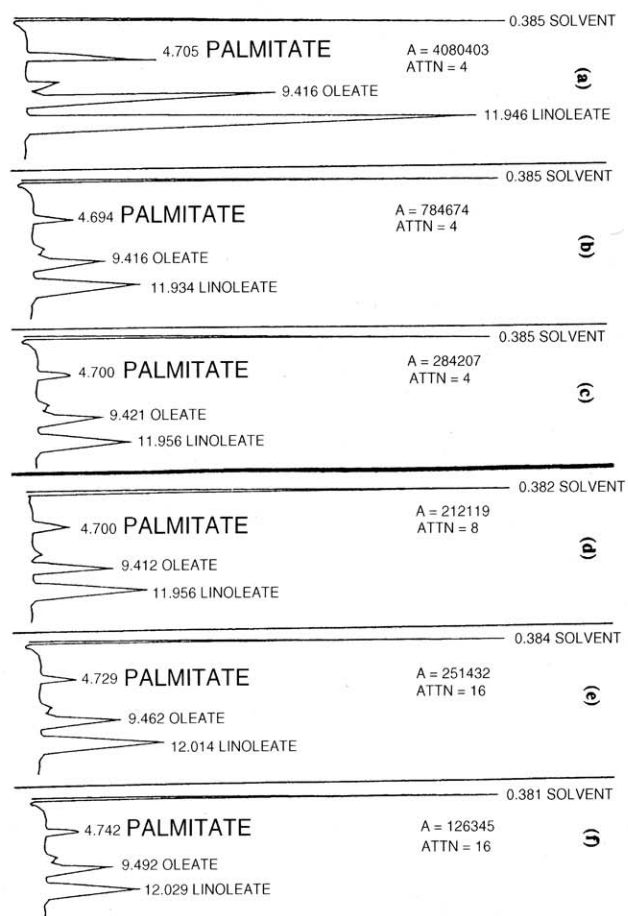 0.385 SOLVENT
4.705 PALMITATE
A = 4080403
ATTN = 4
(a)
9.416 OLEATE
11.946 LINOLEATE
0.385 SOLVENT
4.694 PALMITATE
A = 784674
ATTN = 4
(b)
9.416 OLEATE
11.934 LINOLEATE
0.385 SOLVENT
4.700 PALMITATE
A = 284207
ATTN = 4
(c)
9.421 OLEATE
11.956 LINOLEATE
0.382 SOLVENT
4.700 PALMITATE
A = 212119
ATTN = 8
(d)
9.412 OLEATE
11.956 LINOLEATE
0.384 SOLVENT
4.729 PALMITATE
A = 251432
ATTN = 16
(e)
9.462 OLEATE
12.014 LINOLEATE
0.381 SOLVENT
4.742 PALMITATE
A = 126345
ATTN = 16
(f)
9.492 OLEATE
12.029 LINOLEATE